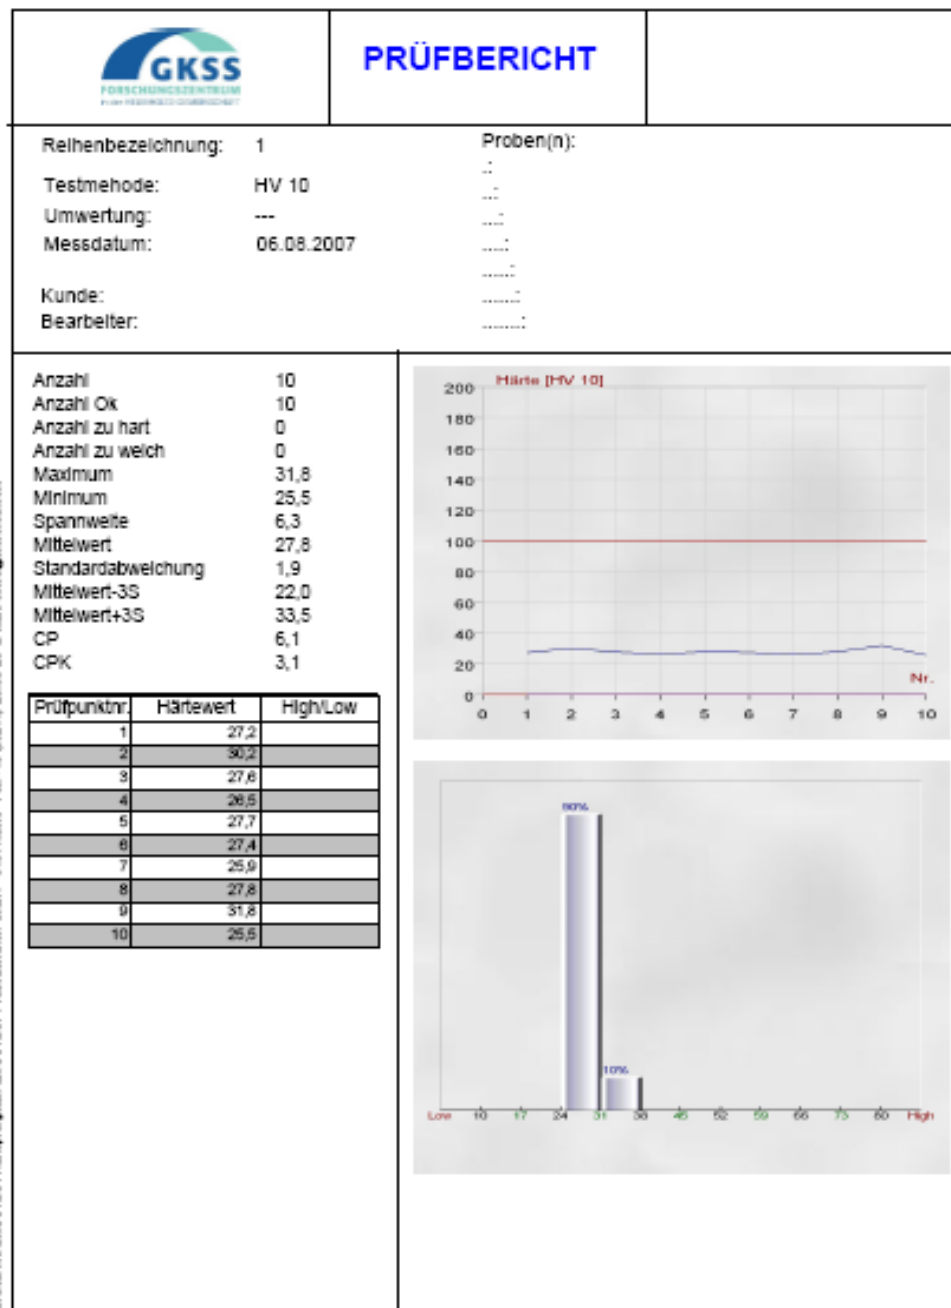 GKSS
FORSCHUNGSZENTRUM
PRÜFBERICHT
Reihenbezeichnung: 1
Testmehode: HV 10
Umwertung: ---
Messdatum: 06.08.2007
Kunde:
Bearbeiter:
Proben(n):
.:
..:
...:
....:
.....:
......:
.......:
Anzahl 10
Anzahl Ok 10
Anzahl zu hart 0
Anzahl zu weich 0
Maximum 31,8
Minimum 25,5
Spannweite 6,3
Mittelwert 27,8
Standardabweichung 1,9
Mittelwert-3S 22,0
Mittelwert+3S 33,5
CP 6,1
CPK 3,1
Prüfpunktnr. Härtewert High/Low
1 27,2
2 30,2
3 27,6
4 26,5
5 27,7
6 27,4
7 25,9
8 27,8
9 31,8
10 25,5
Härte [HV 10]
200
180
160
140
120
100
80
60
40
20
0
Nr.
0 1 2 3 4 5 6 7 8 9 10
90%
10%
Low 10 17 24 31 38 45 52 59 66 73 80 High